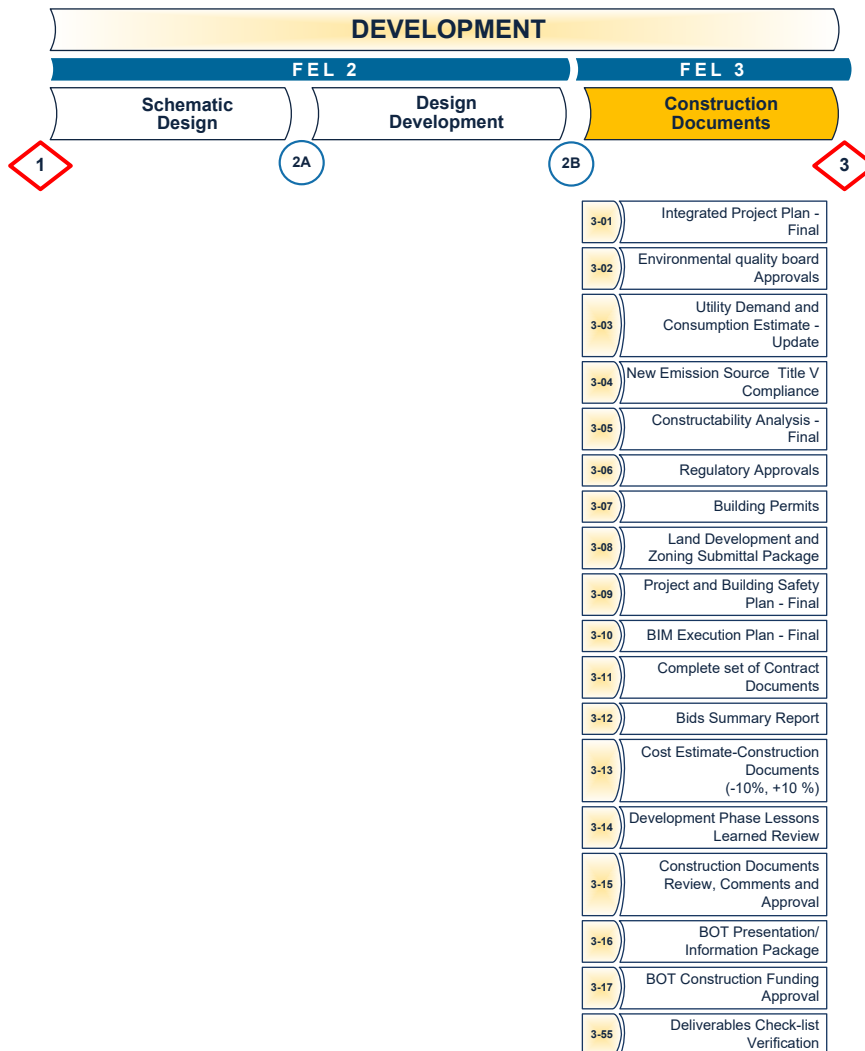 DEVELOPMENT
FEL 2
FEL 3
Schematic
Design
Design
Development
Construction
Documents
1
2A
2B
3
3-01
Integrated Project Plan -
Final
3-02
Environmental quality board
Approvals
3-03
Utility Demand and
Consumption Estimate -
Update
3-04
New Emission Source Title V
Compliance
3-05
Constructability Analysis -
Final
3-06
Regulatory Approvals
3-07
Building Permits
3-08
Land Development and
Zoning Submittal Package
3-09
Project and Building Safety
Plan - Final
3-10
BIM Execution Plan - Final
3-11
Complete set of Contract
Documents
3-12
Bids Summary Report
3-13
Cost Estimate-Construction
Documents
(-10%, +10 %)
3-14
Development Phase Lessons
Learned Review
3-15
Construction Documents
Review, Comments and
Approval
3-16
BOT Presentation/
Information Package
3-17
BOT Construction Funding
Approval
3-55
Deliverables Check-list
Verification